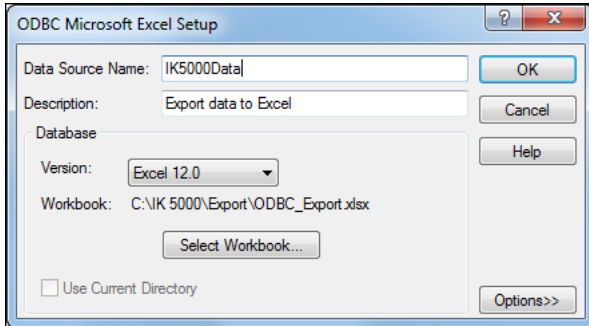 ODBC Microsoft Excel Setup
?
X
Data Source Name: IK5000Data
OK
Description: Export data to Excel
Cancel
Database
Help
Version: Excel 12.0
Workbook: C:\IK 5000\Export\ODBC_Export.xlsx
Select Workbook...
Use Current Directory
Options>>